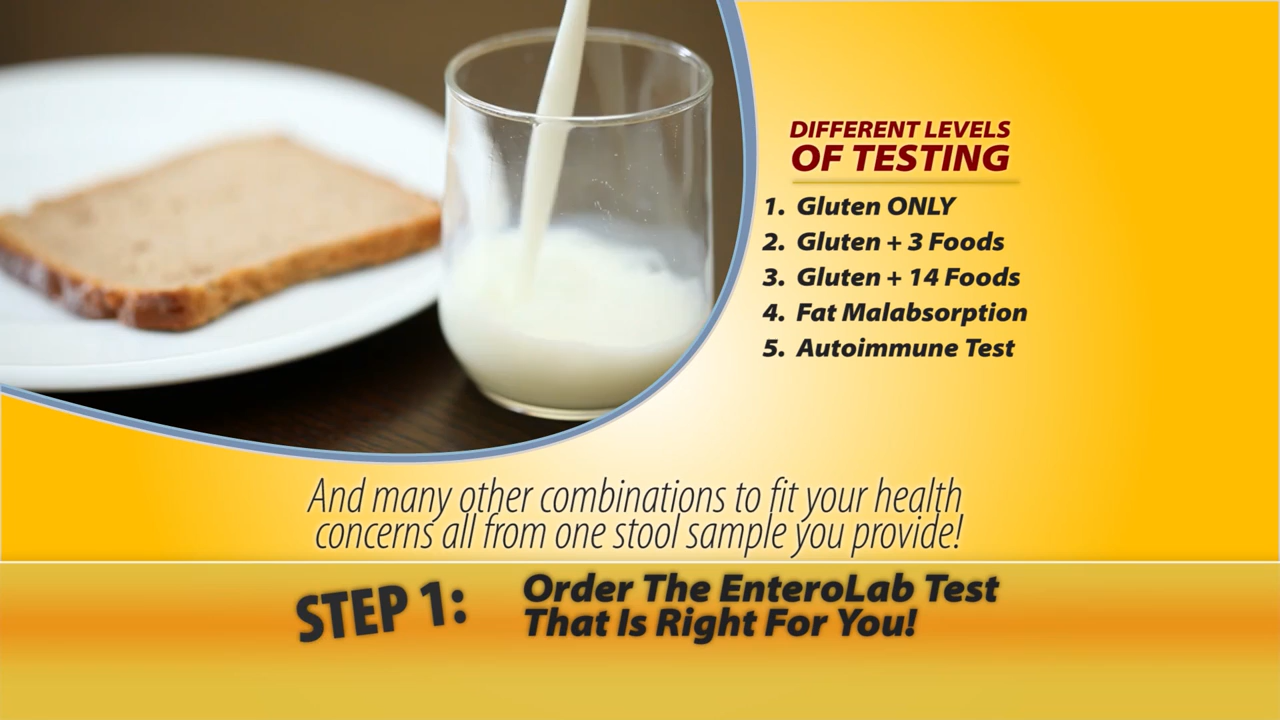 DIFFERENT LEVELS
OF TESTING
1. Gluten ONLY
2. Gluten + 3 Foods
3. Gluten + 14 Foods
4. Fat Malabsorption
5. Autoimmune Test
And many other combinations to fit your health
concerns all from one stool sample you provide!
STEP 1:
Order The EnteroLab Test
That Is Right For You!